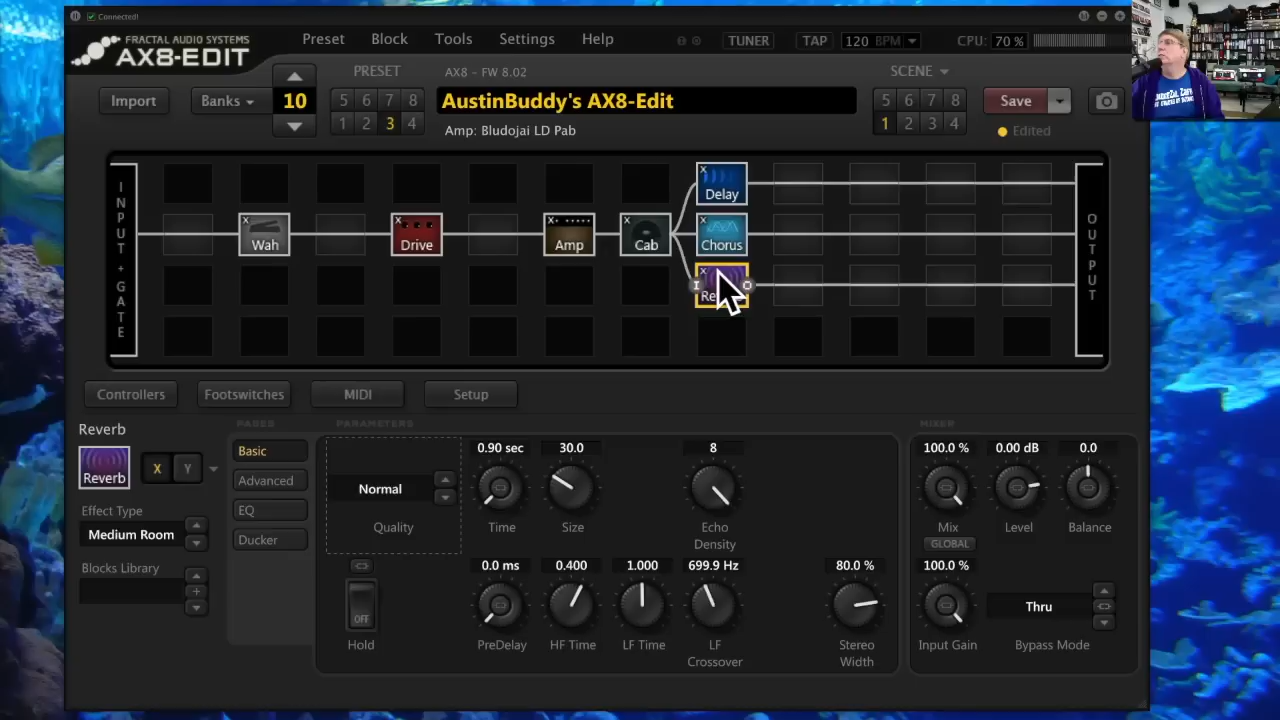 Connected!
FRACTAL AUDIO SYSTEMS
AX8-EDIT
Preset Block Tools Settings Help
TUNER TAP 120 BPM CPU: 70 %
PRESET AX8 - FW 8.02 SCENE
Import Banks 10 5 6 7 8 AustinBuddy's AX8-Edit 5 6 7 8 Save
1 2 3 4 Amp: Bludojai LD Pab 1 2 3 4 Edited
INPUT + GATE
X Delay
X Wah X Drive X Amp X Cab X Chorus
X Re
OUTPUT
Controllers Footswitches MIDI Setup
Reverb PAGES PARAMETERS MIXER
Reverb X Y
Effect Type
Medium Room
Blocks Library
Basic
Advanced
EQ
Ducker
0.90 sec 30.0 8
Normal
Quality Time Size Echo Density
0.0 ms 0.400 1.000 699.9 Hz 80.0 %
OFF
Hold PreDelay HF Time LF Time LF Crossover Stereo Width
100.0 % 0.00 dB 0.0
Mix Level Balance
GLOBAL
100.0 %
Thru
Input Gain Bypass Mode